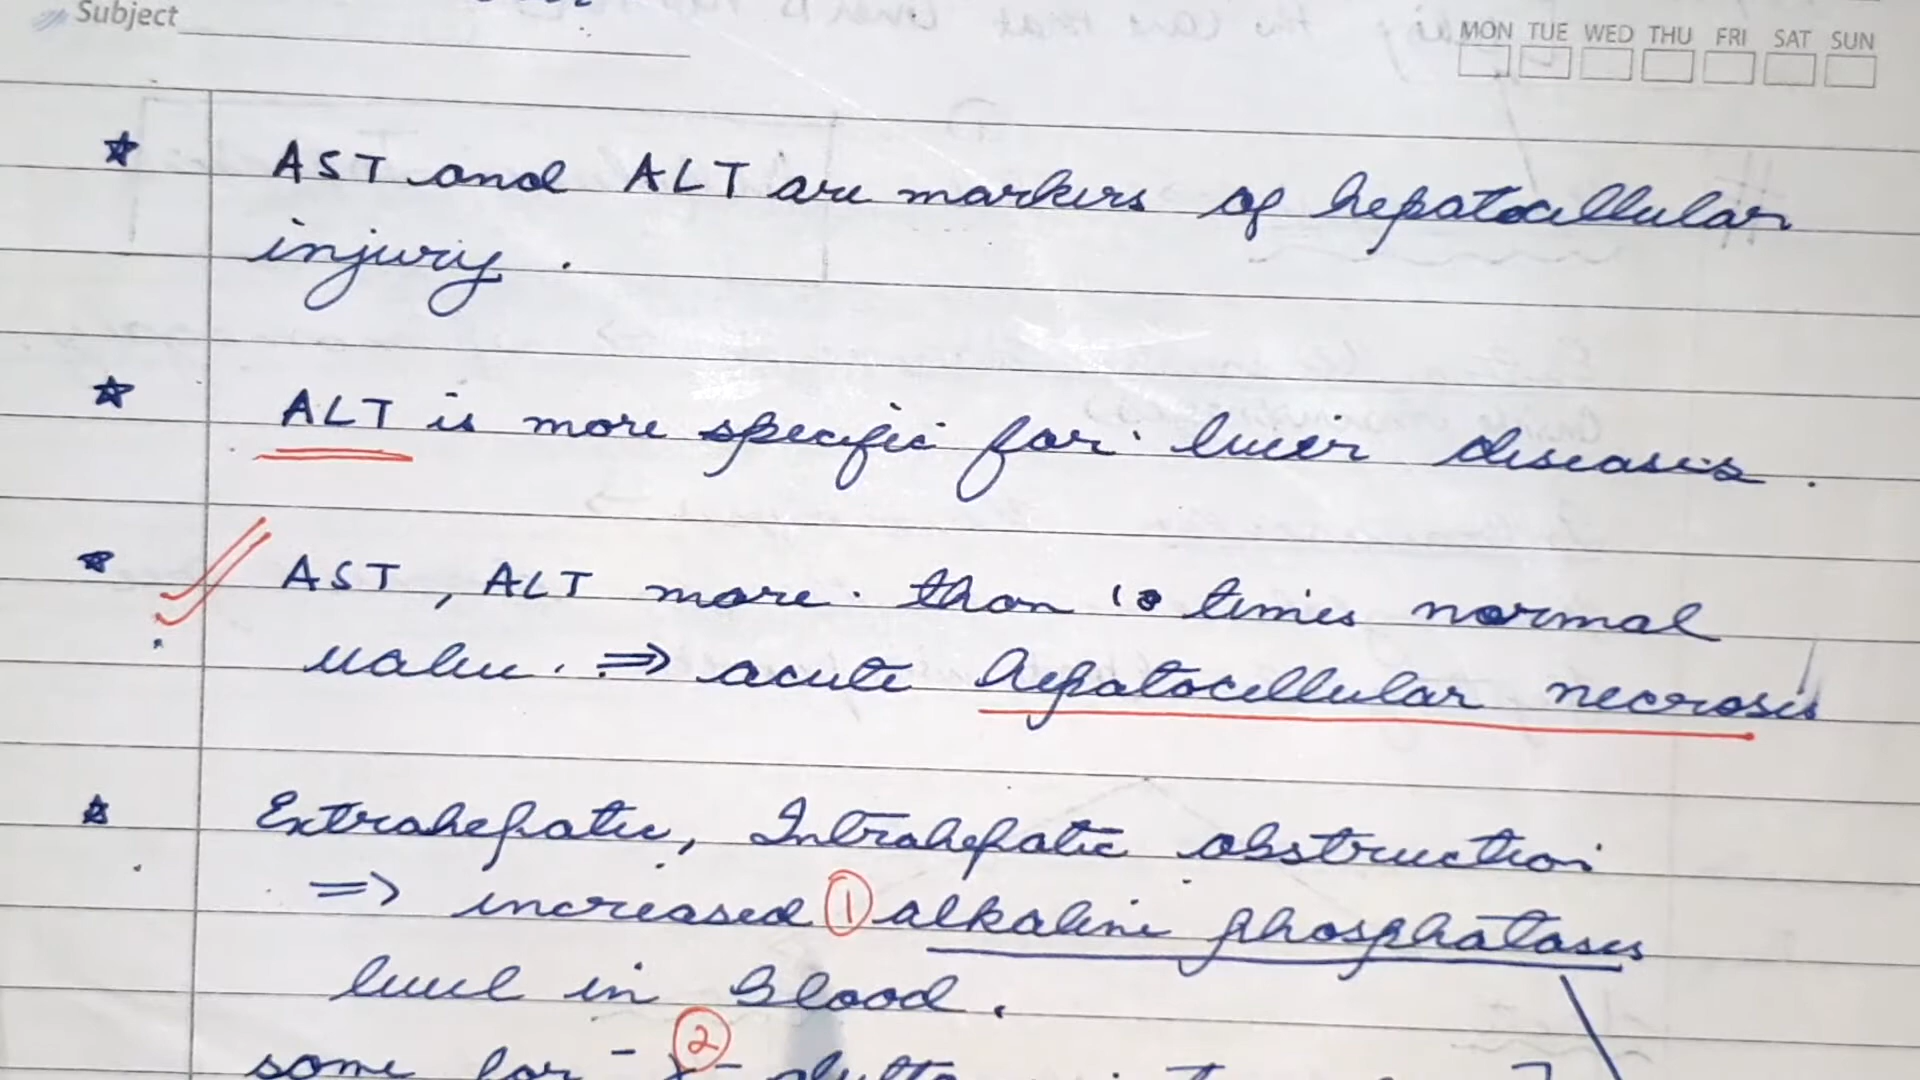 Subject
MON TUE WED THU FRI SAT SUN
AST and ALT are markers of hepatocellular
injury.
ALT is more specific for liver diseases.
AST, ALT more than 10 times normal
value. ⇒ acute hepatocellular necrosis
Extrahepatic, Intrahepatic obstruction
⇒ increased ① alkaline phosphatases
level in Blood.
same for - ② γ-